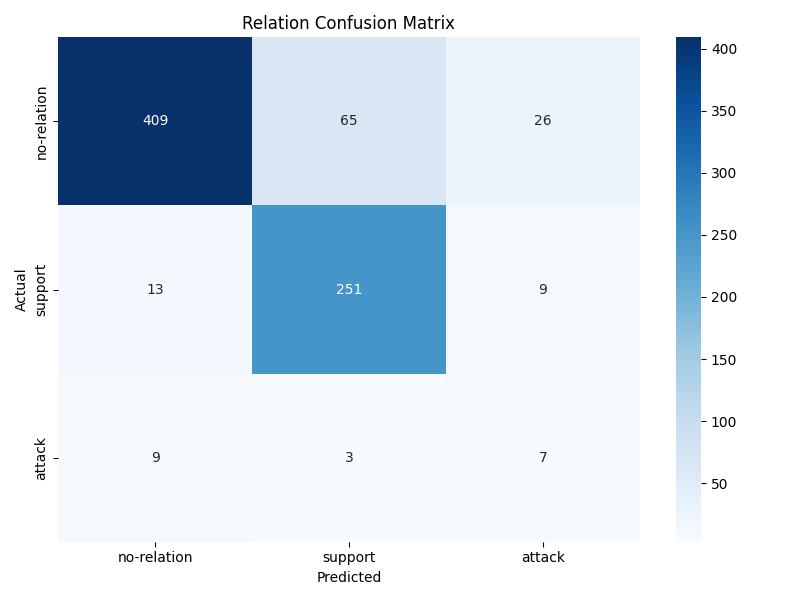 Relation Confusion Matrix
no-relation
409
65
26
400
350
300
250
200
150
100
50
Actual
support
13
251
9
attack
9
3
7
no-relation
support
attack
Predicted